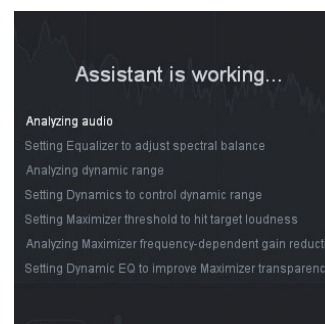 Assistant is working...
Analyzing audio
Setting Equalizer to adjust spectral balance
Analyzing dynamic range
Setting Dynamics to control dynamic range
Setting Maximizer threshold to hit target loudness
Analyzing Maximizer frequency-dependent gain reducti
Setting Dynamic EQ to improve Maximizer transparenc